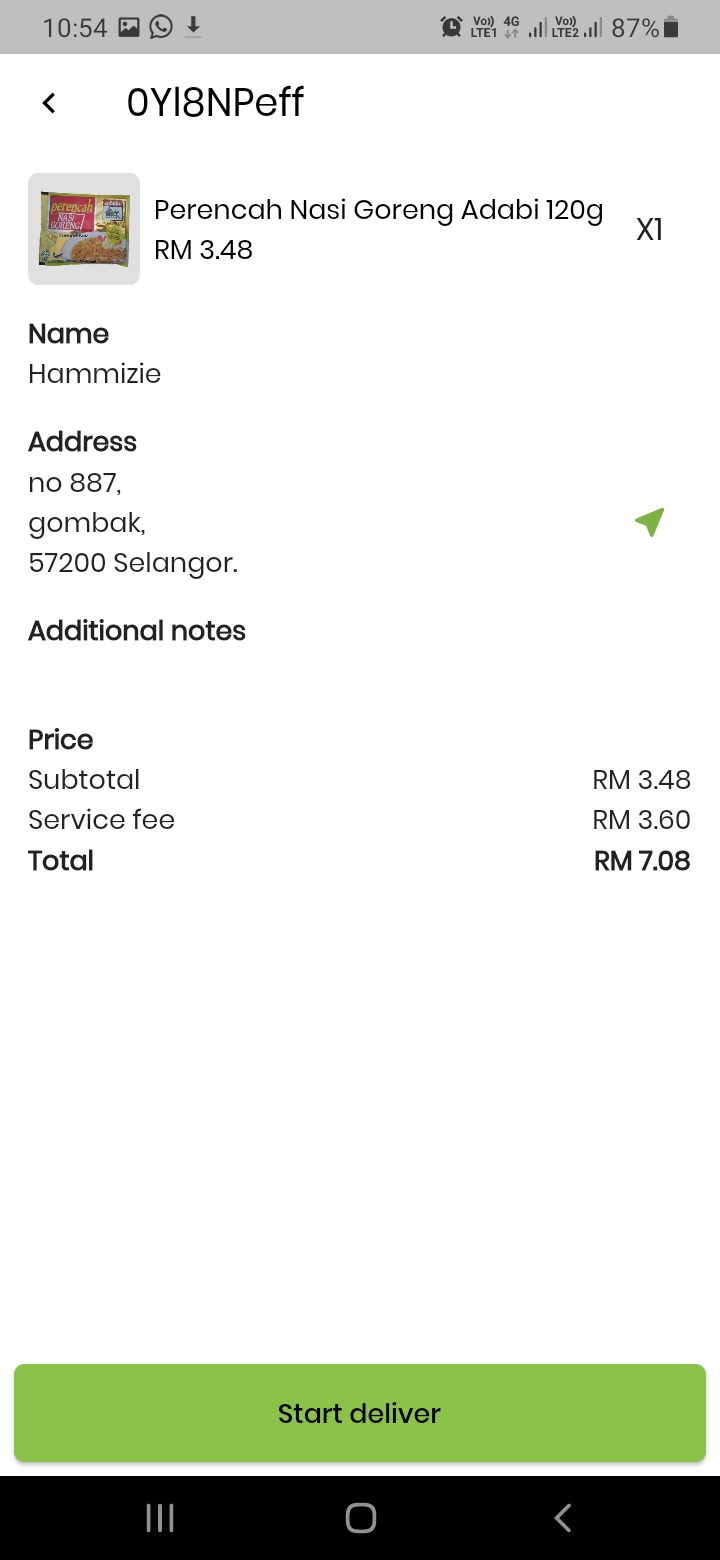 10:54 Vo)) LTE1 4G Vo)) LTE2 87%
0Yl8NPeff
perencah
NASI
GORENG
Perencah Nasi Goreng Adabi 120g
RM 3.48
X1
Name
Hammizie
Address
no 887,
gombak,
57200 Selangor.
Additional notes
Price
Subtotal RM 3.48
Service fee RM 3.60
Total RM 7.08
Start deliver